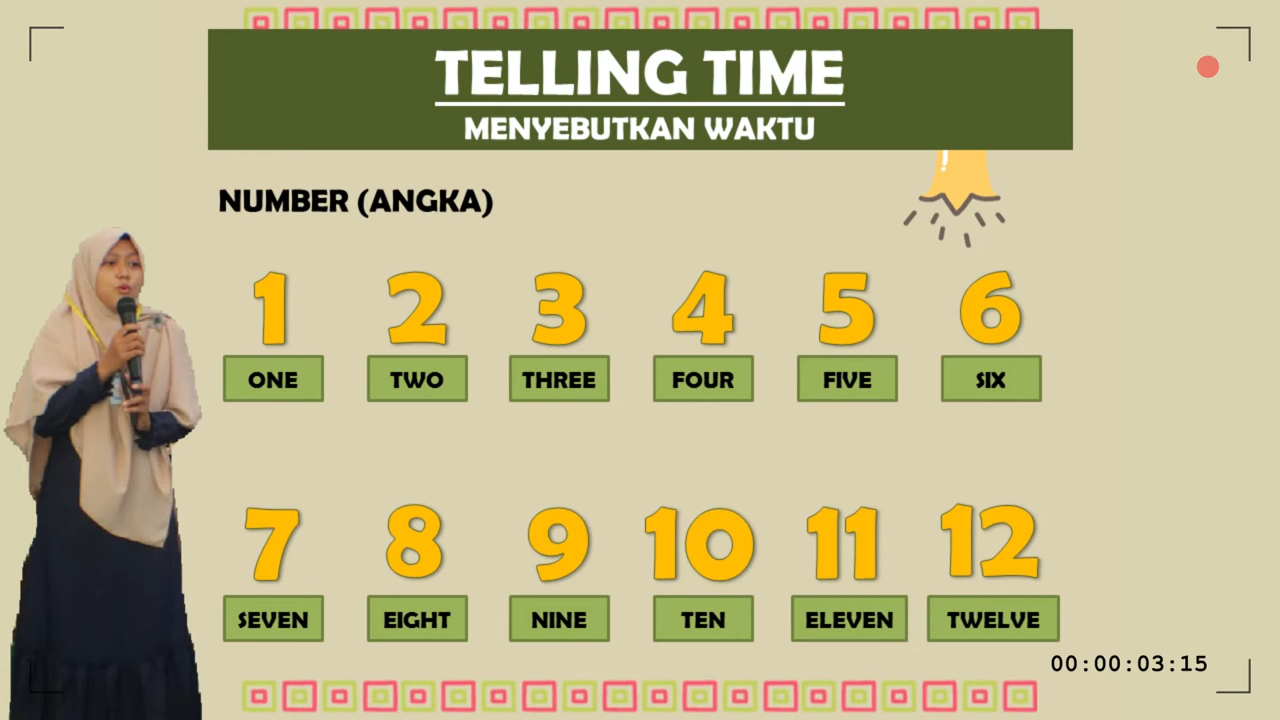 TELLING TIME
MENYEBUTKAN WAKTU
NUMBER (ANGKA)
1 2 3 4 5 6
ONE TWO THREE FOUR FIVE SIX
7 8 9 10 11 12
SEVEN EIGHT NINE TEN ELEVEN TWELVE
00:00:03:15